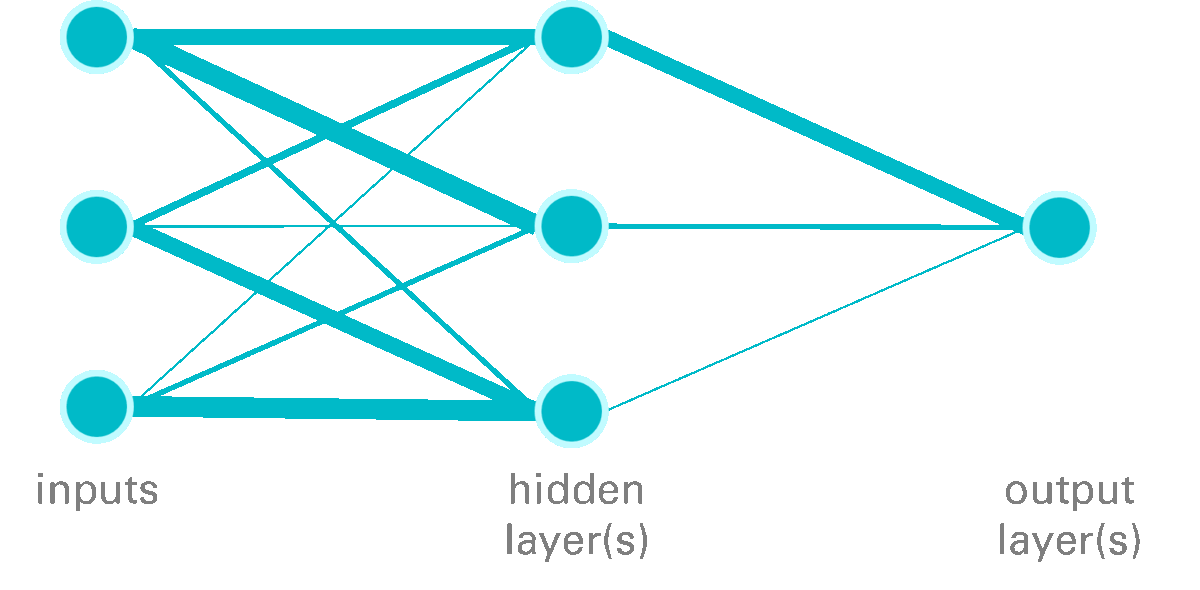 inputs
hidden
layer(s)
output
layer(s)